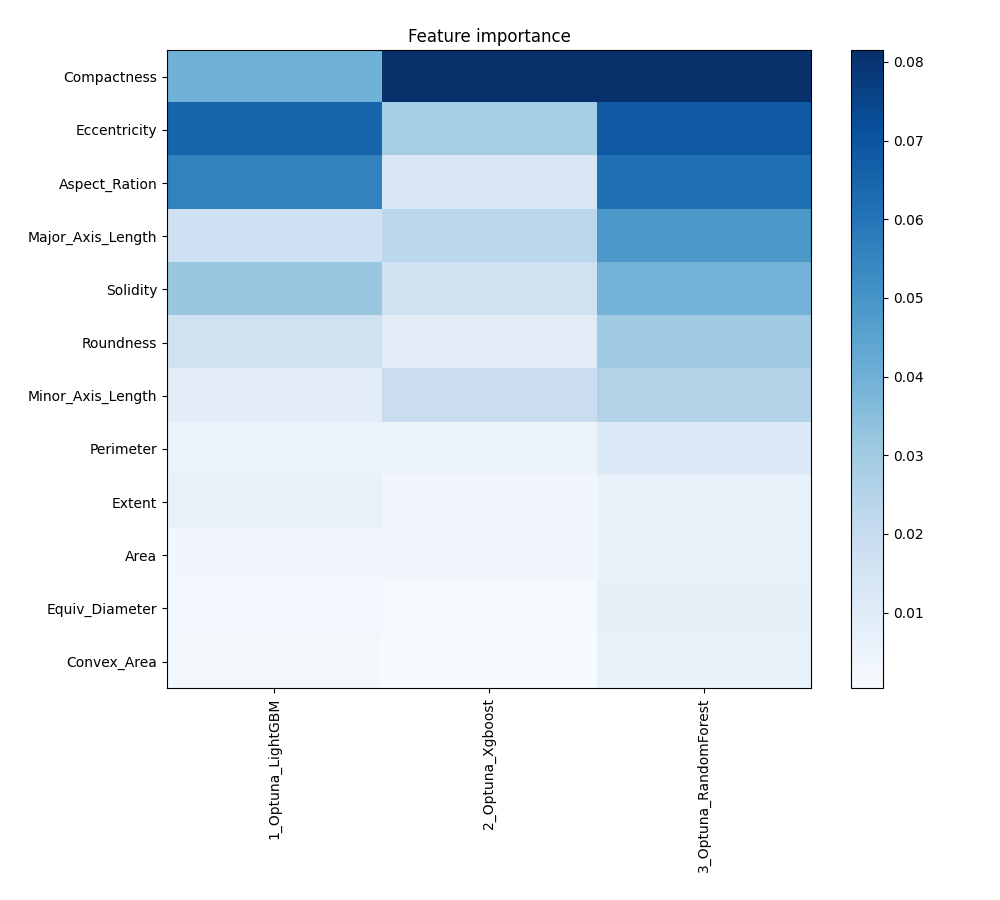 Feature importance
Compactness
Eccentricity
Aspect_Ration
Major_Axis_Length
Solidity
Roundness
Minor_Axis_Length
Perimeter
Extent
Area
Equiv_Diameter
Convex_Area
1_Optuna_LightGBM
2_Optuna_Xgboost
3_Optuna_RandomForest
0.08
0.07
0.06
0.05
0.04
0.03
0.02
0.01